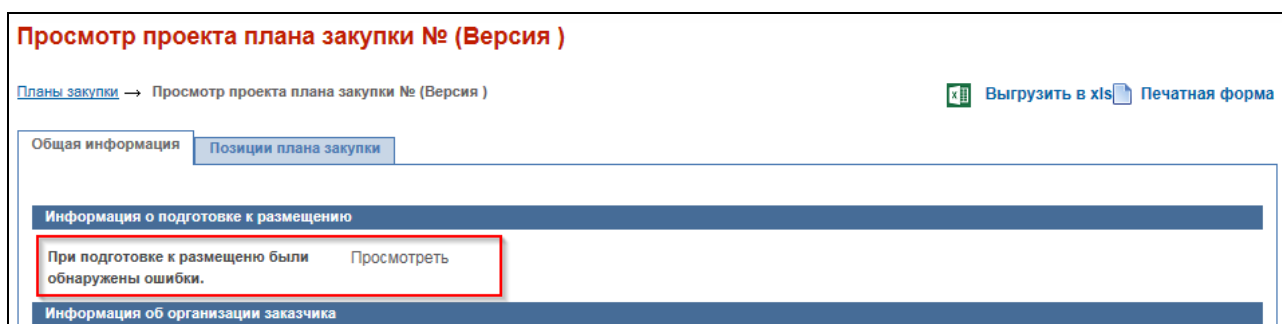 Просмотр проекта плана закупки № (Версия )
Планы закупки → Просмотр проекта плана закупки № (Версия )
Выгрузить в xls Печатная форма
Общая информация
Позиции плана закупки
Информация о подготовке к размещению
При подготовке к размещеню были Просмотреть
обнаружены ошибки.
Информация об организации заказчика